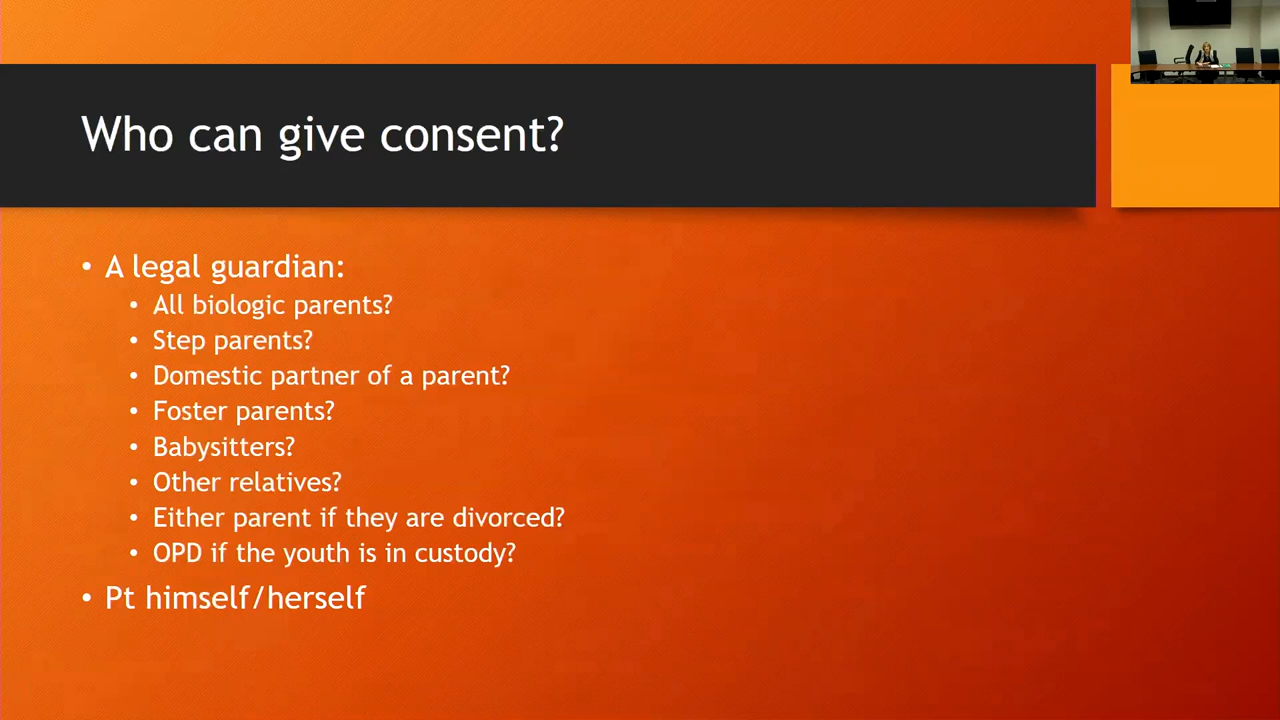 Who can give consent?
• A legal guardian:
• All biologic parents?
• Step parents?
• Domestic partner of a parent?
• Foster parents?
• Babysitters?
• Other relatives?
• Either parent if they are divorced?
• OPD if the youth is in custody?
• Pt himself/herself